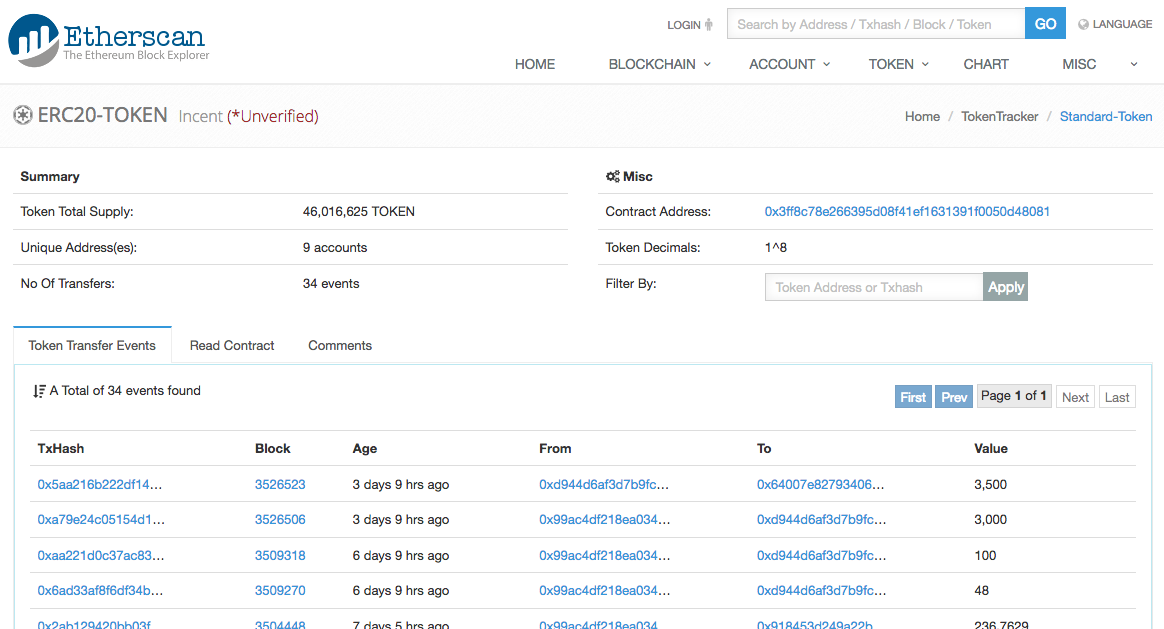 Etherscan
The Ethereum Block Explorer
LOGIN
Search by Address / Txhash / Block / Token
GO
LANGUAGE
HOME BLOCKCHAIN ACCOUNT TOKEN CHART MISC
ERC20-TOKEN Incent (*Unverified)
Home / TokenTracker / Standard-Token
Summary
Token Total Supply: 46,016,625 TOKEN
Unique Address(es): 9 accounts
No Of Transfers: 34 events
Misc
Contract Address: 0x3ff8c78e266395d08f41ef1631391f0050d48081
Token Decimals: 1^8
Filter By: Token Address or Txhash Apply
Token Transfer Events Read Contract Comments
A Total of 34 events found
First Prev Page 1 of 1 Next Last
TxHash Block Age From To Value
0x5aa216b222df14... 3526523 3 days 9 hrs ago 0xd944d6af3d7b9fc... 0x64007e82793406... 3,500
0xa79e24c05154d1... 3526506 3 days 9 hrs ago 0x99ac4df218ea034... 0xd944d6af3d7b9fc... 3,000
0xaa221d0c37ac83... 3509318 6 days 9 hrs ago 0x99ac4df218ea034... 0xd944d6af3d7b9fc... 100
0x6ad33af8f6df34b... 3509270 6 days 9 hrs ago 0x99ac4df218ea034... 0xd944d6af3d7b9fc... 48
0x2ab129420bb03f... 3504448 7 days 5 hrs ago 0x99ac4df218ea034... 0x918453d249a22b... 236.7629